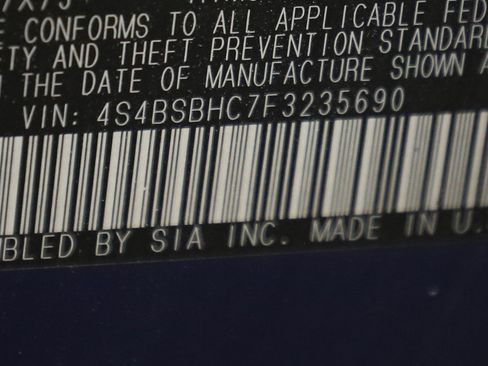 E CONFORMS TO ALL APPLICABLE FED
TY AND THEFT PREVENTION STANDAR
THE DATE OF MANUFACTURE SHOWN A
VIN: 4S4BSBHC7F3235690
BLED BY SIA INC. MADE IN U.